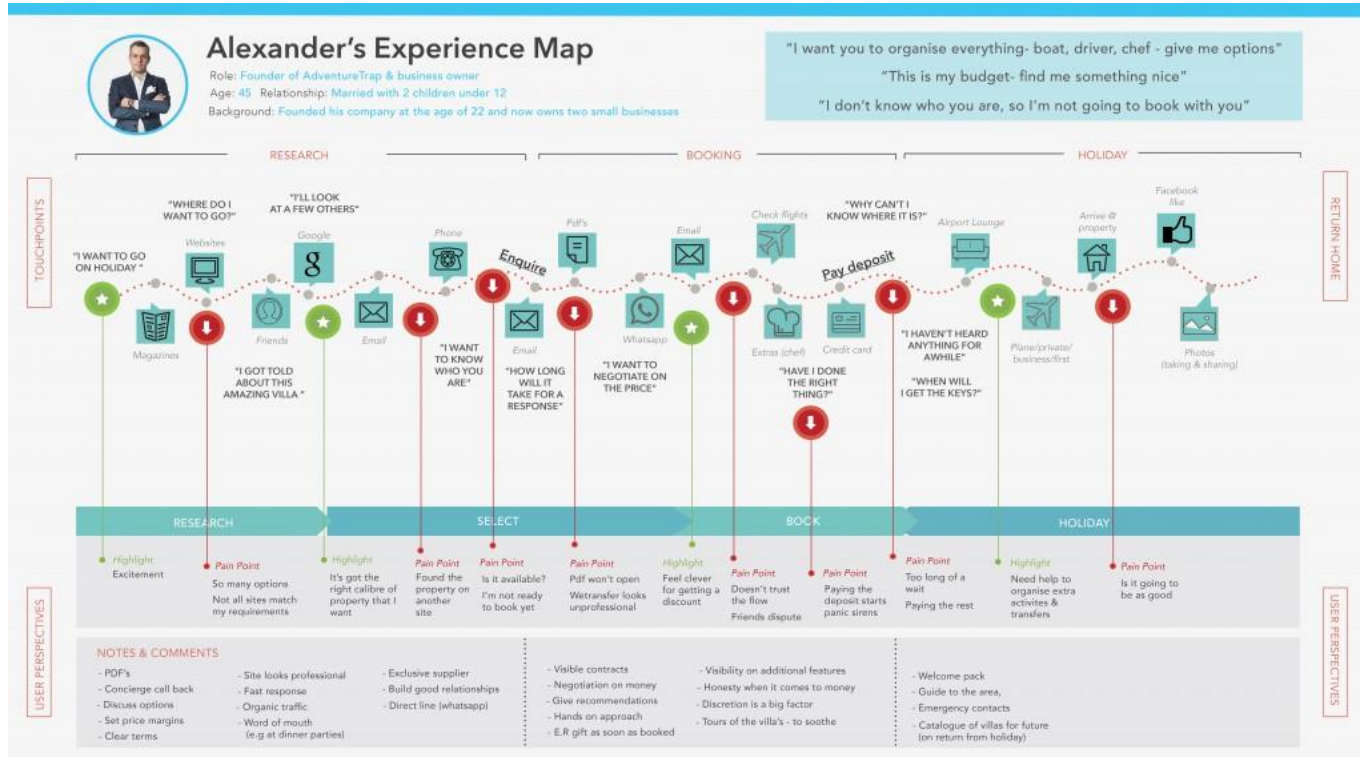 Alexander's Experience Map
Role: Founder of AdventureTrap & business owner
Age: 45 Relationship: Married with 2 children under 12
Background: Founded his company at the age of 22 and now owns two small businesses
"I want you to organise everything- boat, driver, chef - give me options"
"This is my budget- find me something nice"
"I don't know who you are, so I'm not going to book with you"
RESEARCH
BOOKING
HOLIDAY
TOUCHPOINTS
RETURN HOME
"I WANT TO GO
ON HOLIDAY "
Magazines
"WHERE DO I
WANT TO GO?"
Websites
Friends
"I GOT TOLD
ABOUT THIS
AMAZING VILLA "
"I'LL LOOK
AT A FEW OTHERS"
Google
g
Email
Phone
"I WANT
TO KNOW
WHO YOU
ARE"
Enquire
Email
"HOW LONG
WILL IT
TAKE FOR A
RESPONSE"
Pdf's
Whatsapp
"I WANT TO
NEGOTIATE ON
THE PRICE"
Email
Check flights
Extras (chef)
"HAVE I DONE
THE RIGHT
THING?"
Pay deposit
Credit card
"WHY CAN'T I
KNOW WHERE IT IS?"
"I HAVEN'T HEARD
ANYTHING FOR
AWHILE"
"WHEN WILL
I GET THE KEYS?"
Airport Lounge
Plane/private/
business/first
Arrive @
property
Facebook
like
Photos
(taking & sharing)
RESEARCH
SELECT
BOOK
HOLIDAY
USER PERSPECTIVES
USER PERSPECTIVES
Highlight
Excitement
Pain Point
So many options
Not all sites match
my requirements
Highlight
It's got the
right calibre of
property that I
want
Pain Point
Found the
property on
another
site
Pain Point
Is it available?
I'm not ready
to book yet
Pain Point
Pdf won't open
Wetransfer looks
unprofessional
Highlight
Feel clever
for getting a
discount
Pain Point
Doesn't trust
the flow
Friends dispute
Pain Point
Paying the
deposit starts
panic sirens
Pain Point
Too long of a
wait
Paying the rest
Highlight
Need help to
organise extra
activites &
transfers
Pain Point
Is it going to
be as good
NOTES & COMMENTS
- PDF's
- Concierge call back
- Discuss options
- Set price margins
- Clear terms
- Site looks professional
- Fast response
- Organic traffic
- Word of mouth
(e.g at dinner parties)
- Exclusive supplier
- Build good relationships
- Direct line (whatsapp)
- Visible contracts
- Negotiation on money
- Give recommendations
- Hands on approach
- E.R gift as soon as booked
- Visibility on additional features
- Honesty when it comes to money
- Discretion is a big factor
- Tours of the villa's - to soothe
- Welcome pack
- Guide to the area,
- Emergency contacts
- Catalogue of villas for future
(on return from holiday)